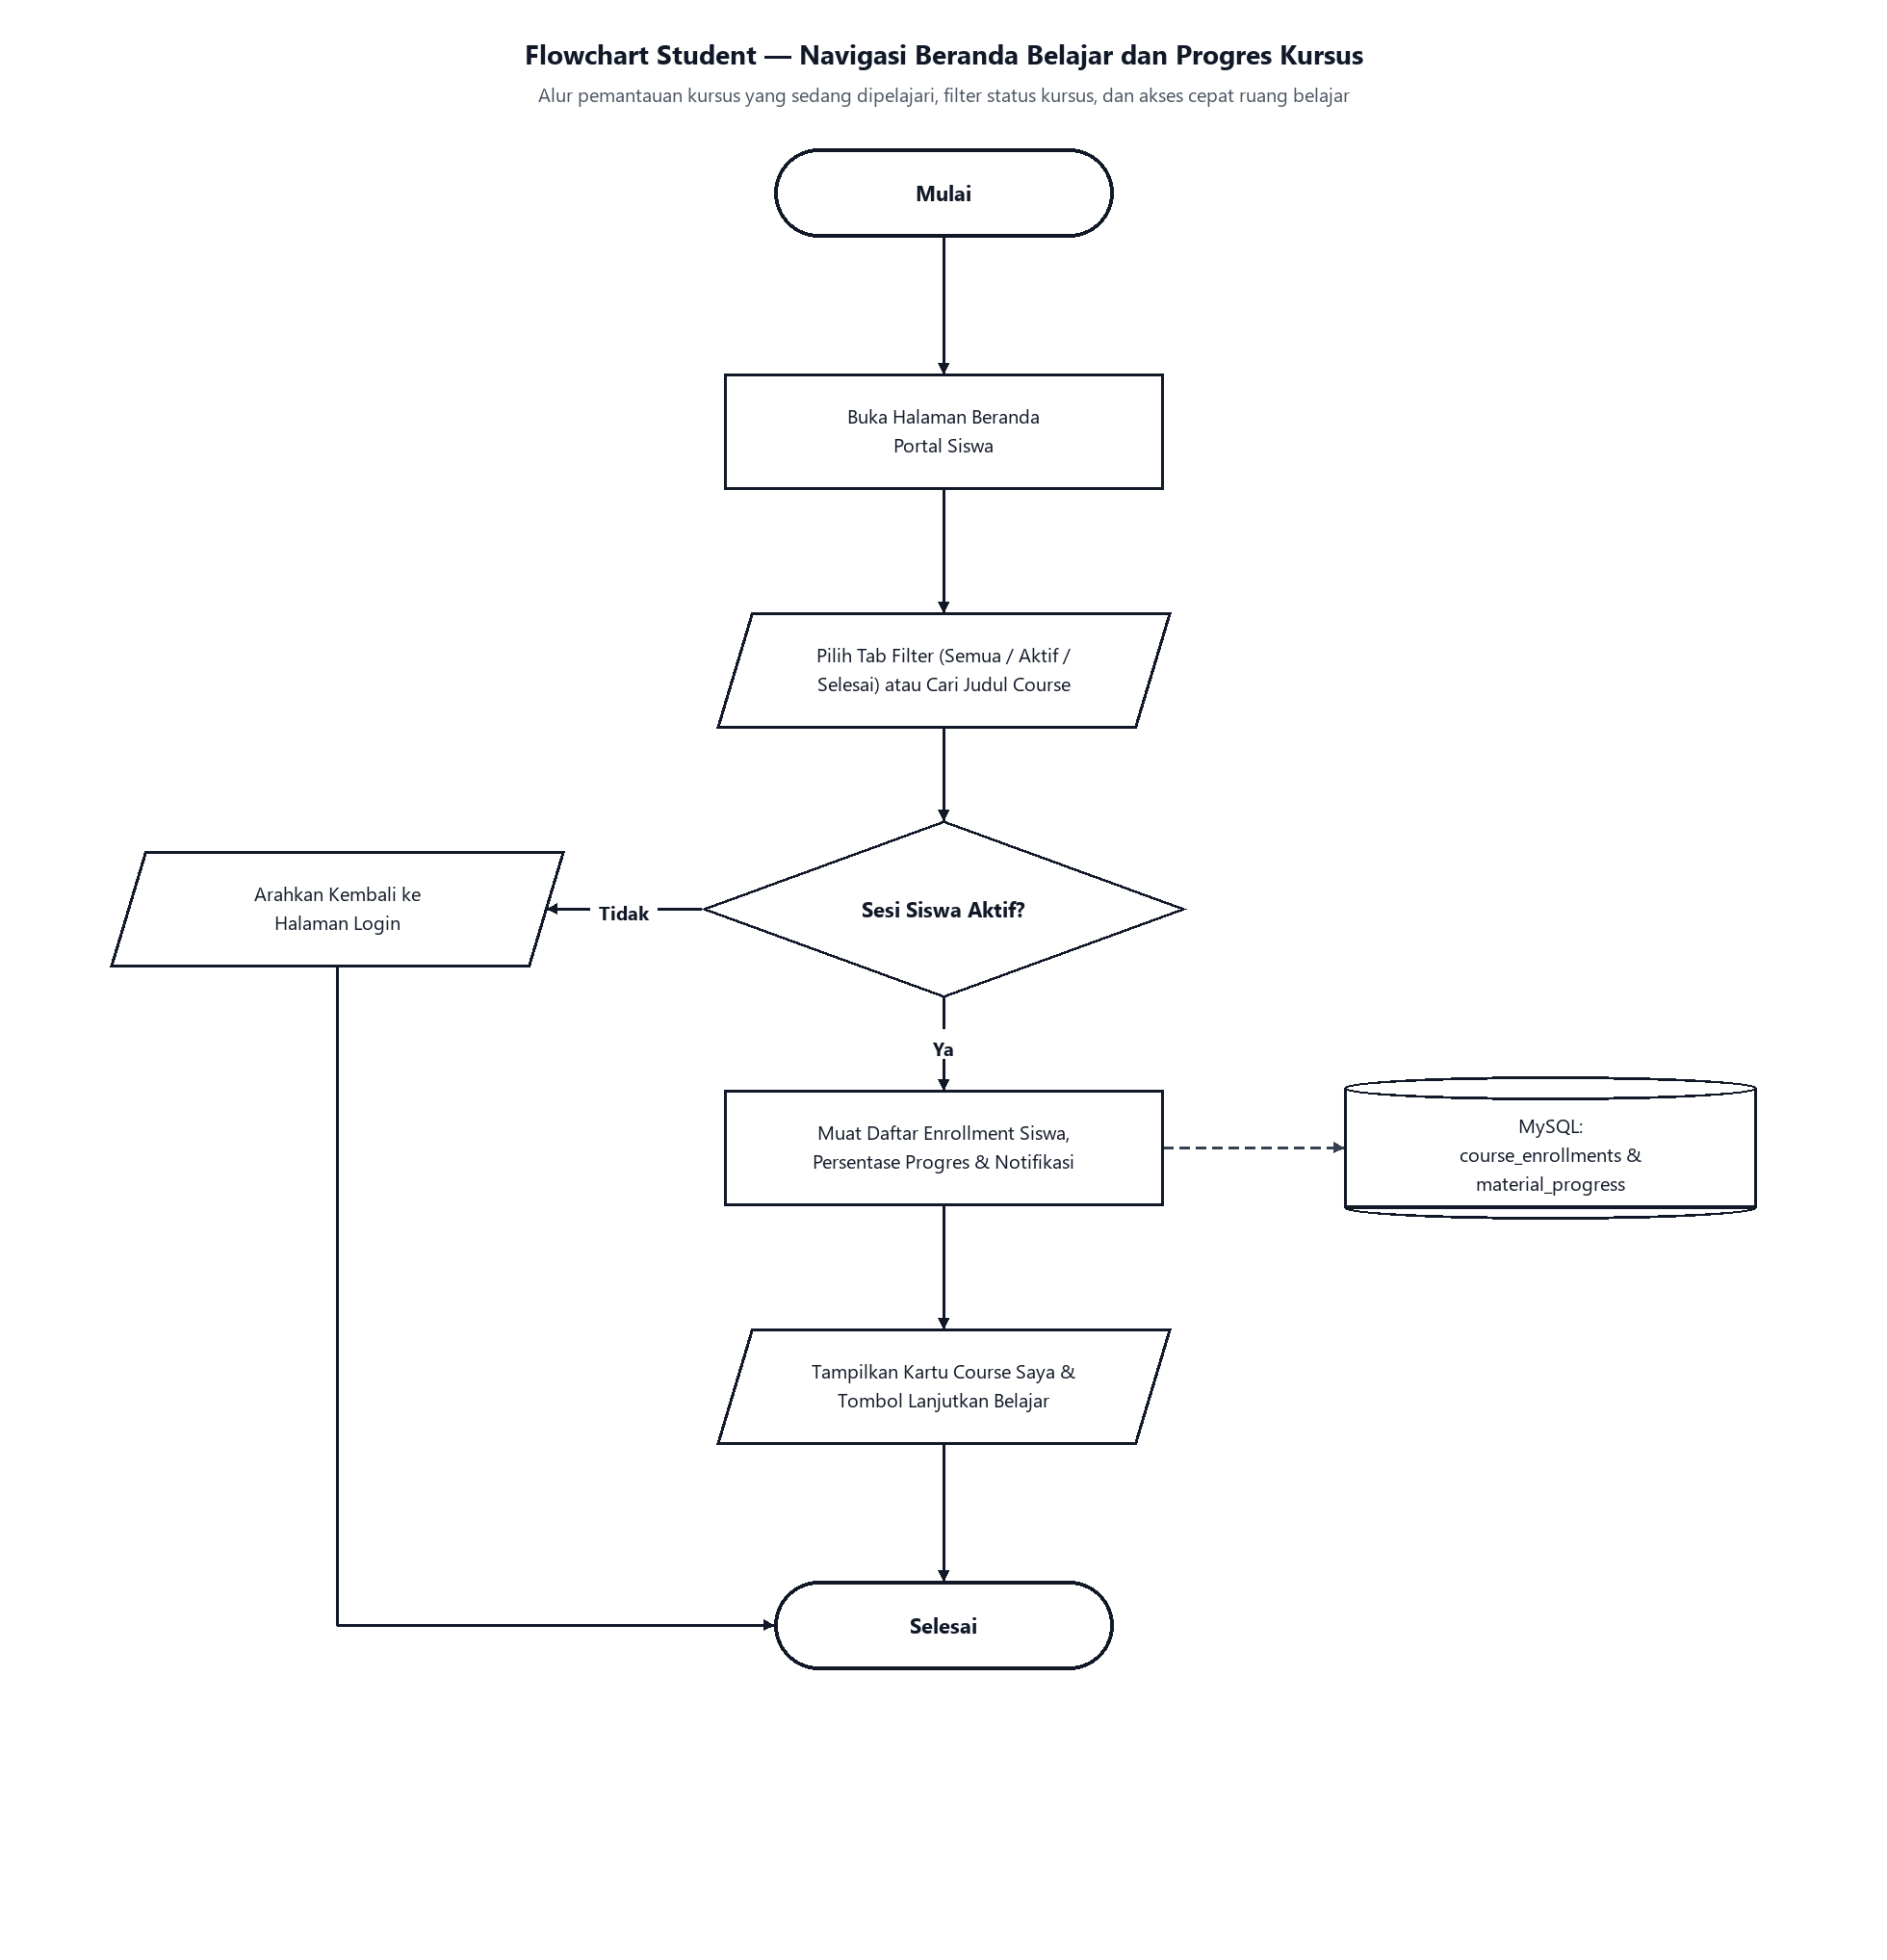 Flowchart Student — Navigasi Beranda Belajar dan Progres Kursus
Alur pemantauan kursus yang sedang dipelajari, filter status kursus, dan akses cepat ruang belajar
Mulai
Buka Halaman Beranda
Portal Siswa
Pilih Tab Filter (Semua / Aktif /
Selesai) atau Cari Judul Course
Sesi Siswa Aktif?
Tidak
Arahkan Kembali ke
Halaman Login
Ya
Muat Daftar Enrollment Siswa,
Persentase Progres & Notifikasi
MySQL:
course_enrollments &
material_progress
Tampilkan Kartu Course Saya &
Tombol Lanjutkan Belajar
Selesai